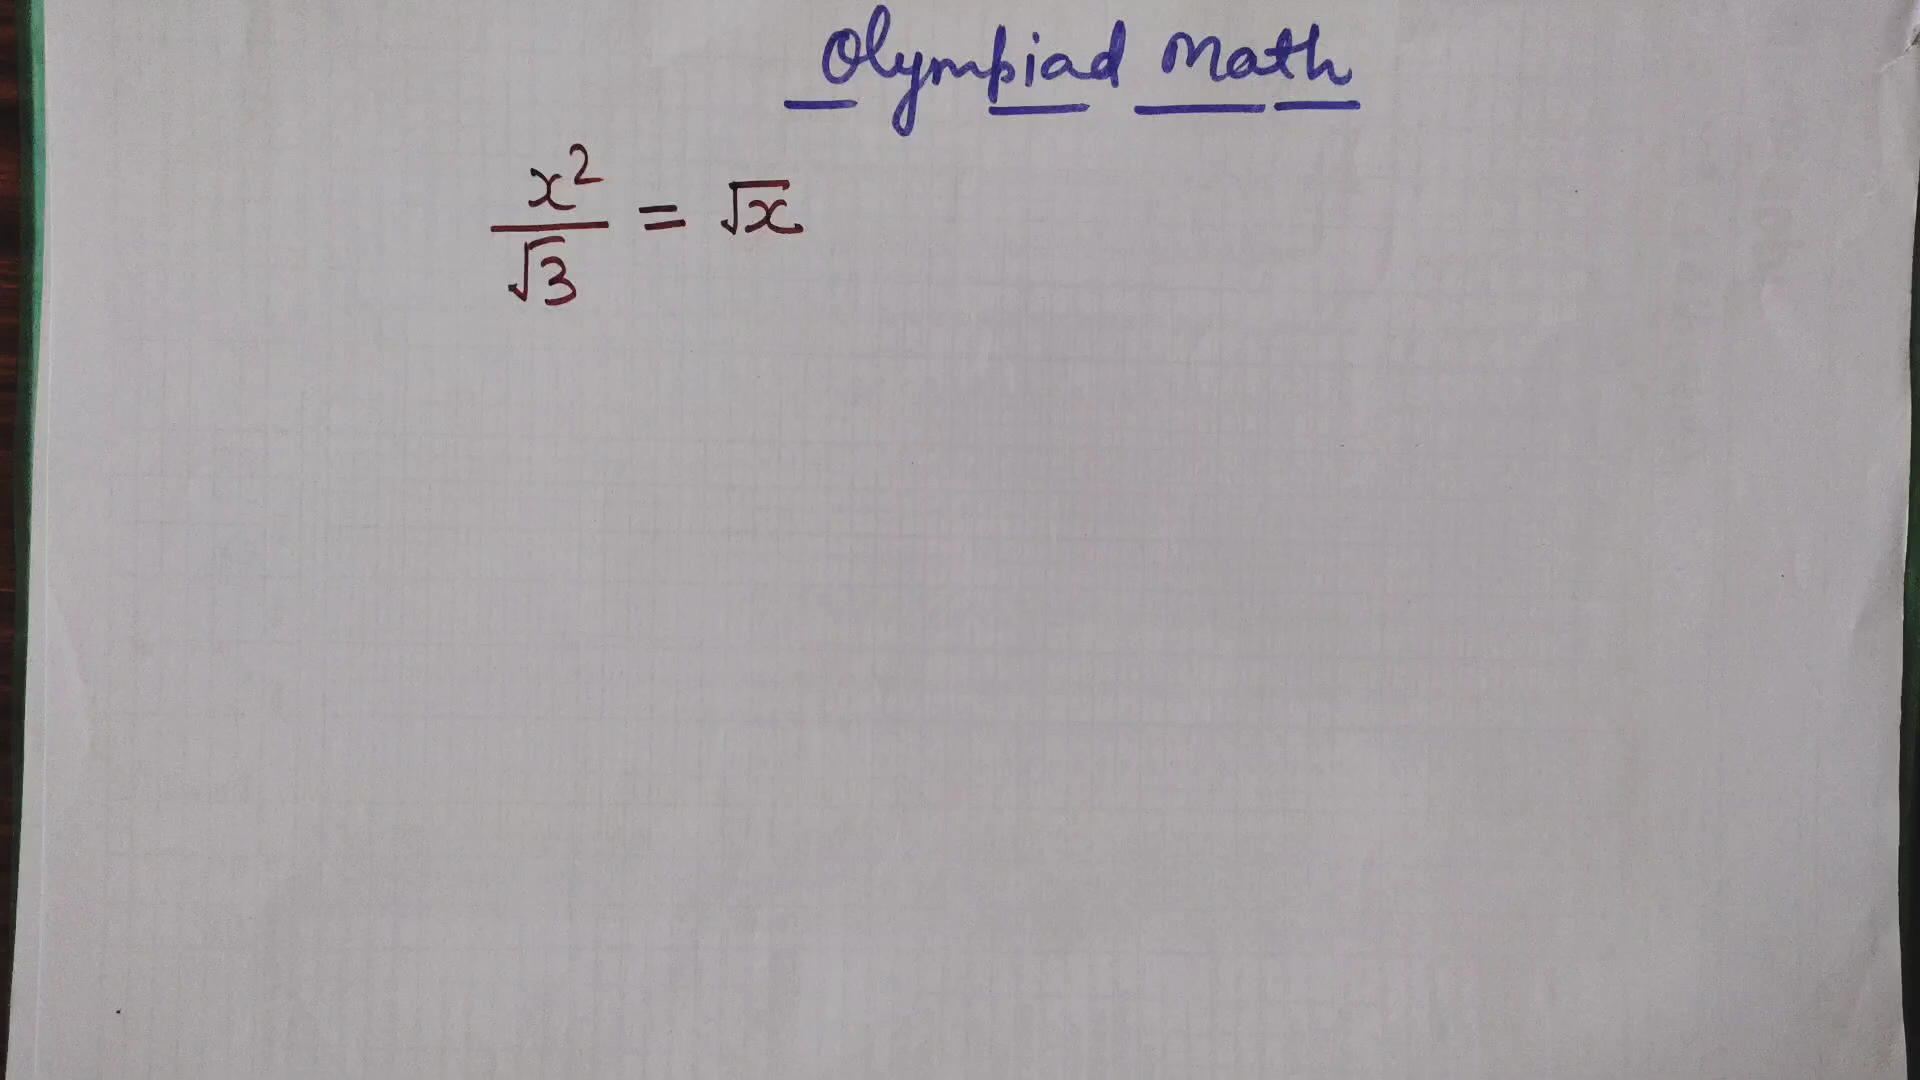 Olympiad Math
x²/√3 = √x